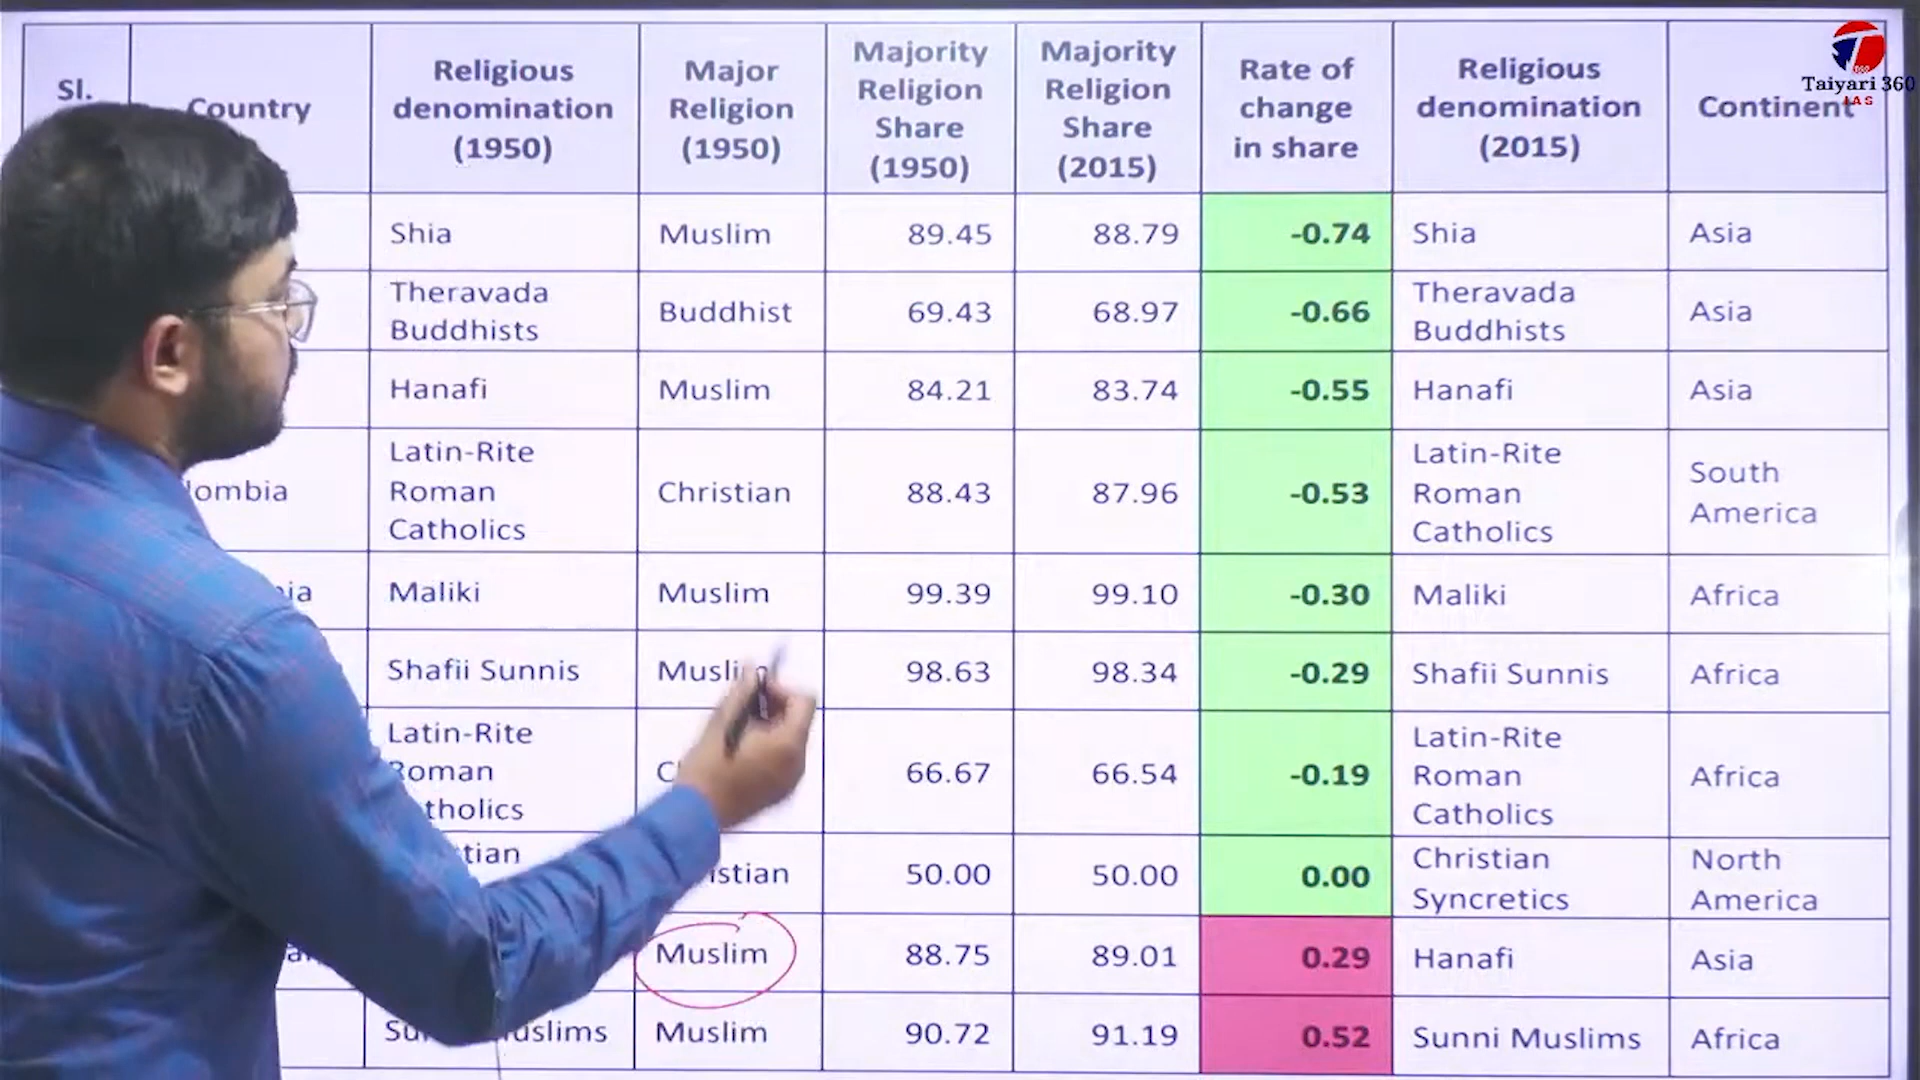 Sl.
Country
Religious denomination (1950)
Major Religion (1950)
Majority Religion Share (1950)
Majority Religion Share (2015)
Rate of change in share
Religious denomination (2015)
Continent
Taiyari 360
IAS
Shia Muslim 89.45 88.79 -0.74 Shia Asia
Theravada Buddhists Buddhist 69.43 68.97 -0.66 Theravada Buddhists Asia
Hanafi Muslim 84.21 83.74 -0.55 Hanafi Asia
Latin-Rite Roman Catholics Christian 88.43 87.96 -0.53 Latin-Rite Roman Catholics South America
Maliki Muslim 99.39 99.10 -0.30 Maliki Africa
Shafii Sunnis Muslim 98.63 98.34 -0.29 Shafii Sunnis Africa
Latin-Rite Roman 66.67 66.54 -0.19 Latin-Rite Roman Catholics Africa
50.00 50.00 0.00 Christian Syncretics North America
Muslim 88.75 89.01 0.29 Hanafi Asia
Muslim 90.72 91.19 0.52 Sunni Muslims Africa